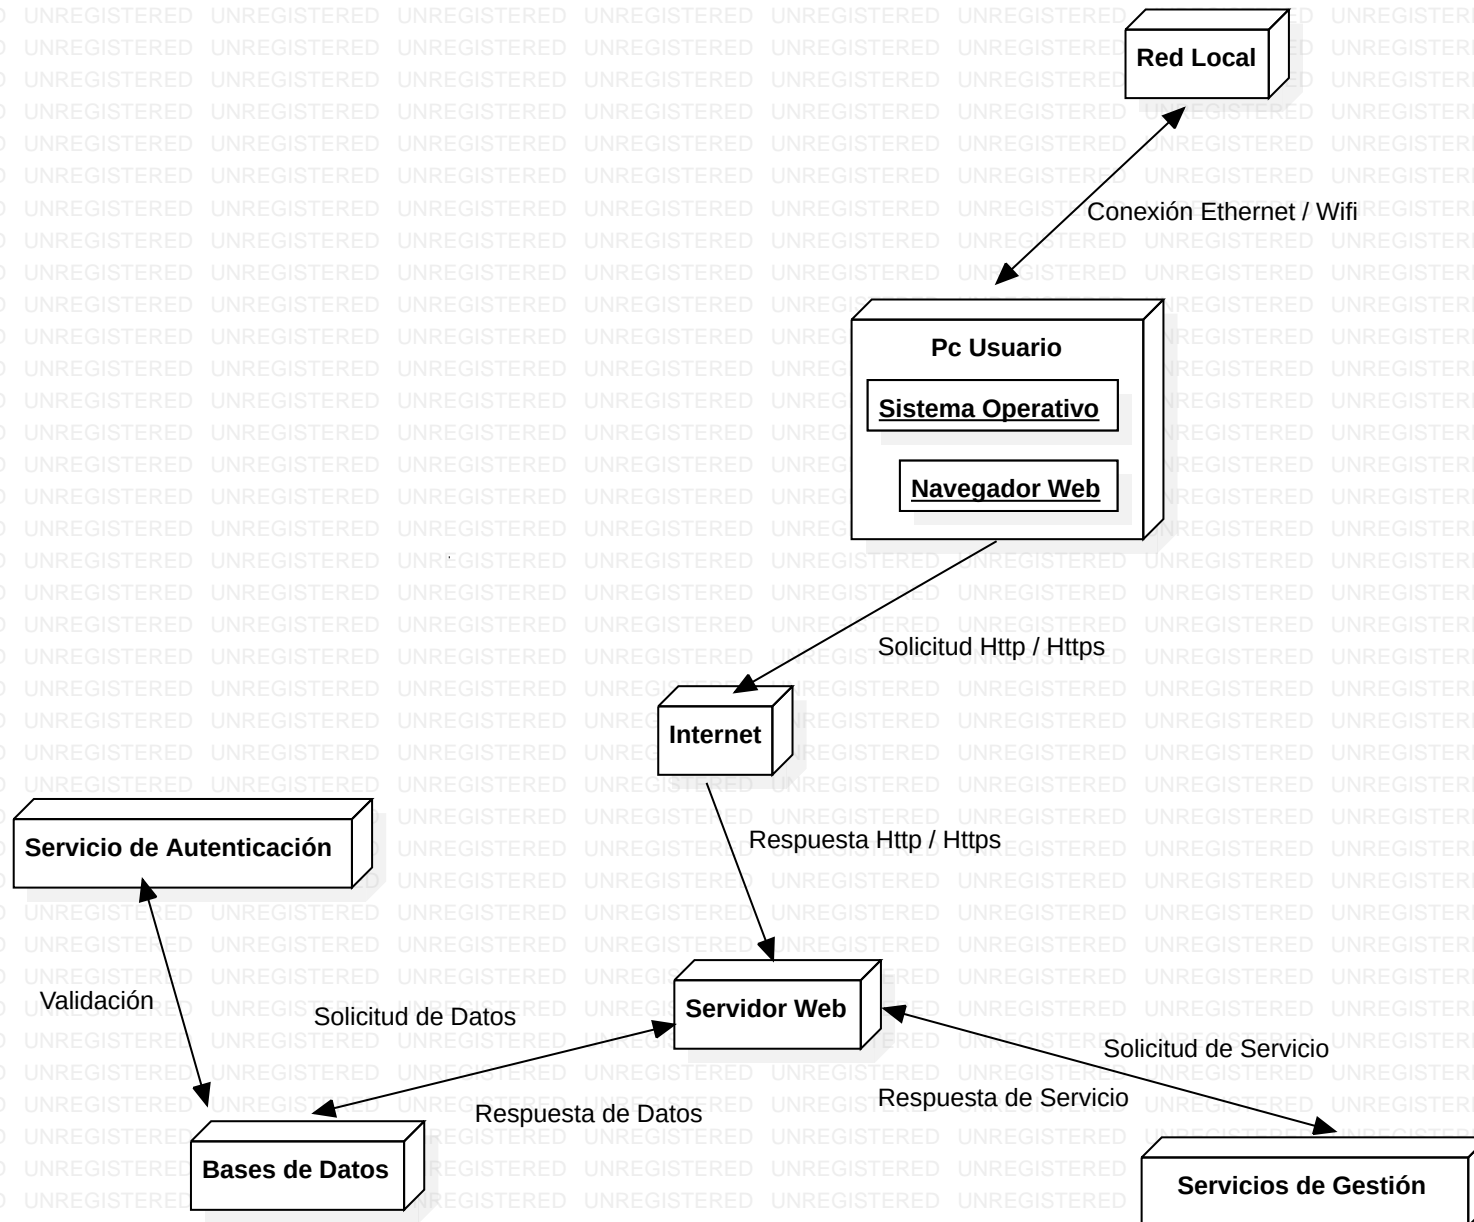 Red Local
Conexión Ethernet / Wifi
Pc Usuario
Sistema Operativo
Navegador Web
Solicitud Http / Https
Internet
Respuesta Http / Https
Servicio de Autenticación
Validación
Solicitud de Datos
Servidor Web
Solicitud de Servicio
Respuesta de Servicio
Respuesta de Datos
Bases de Datos
Servicios de Gestión
UNREGISTERED